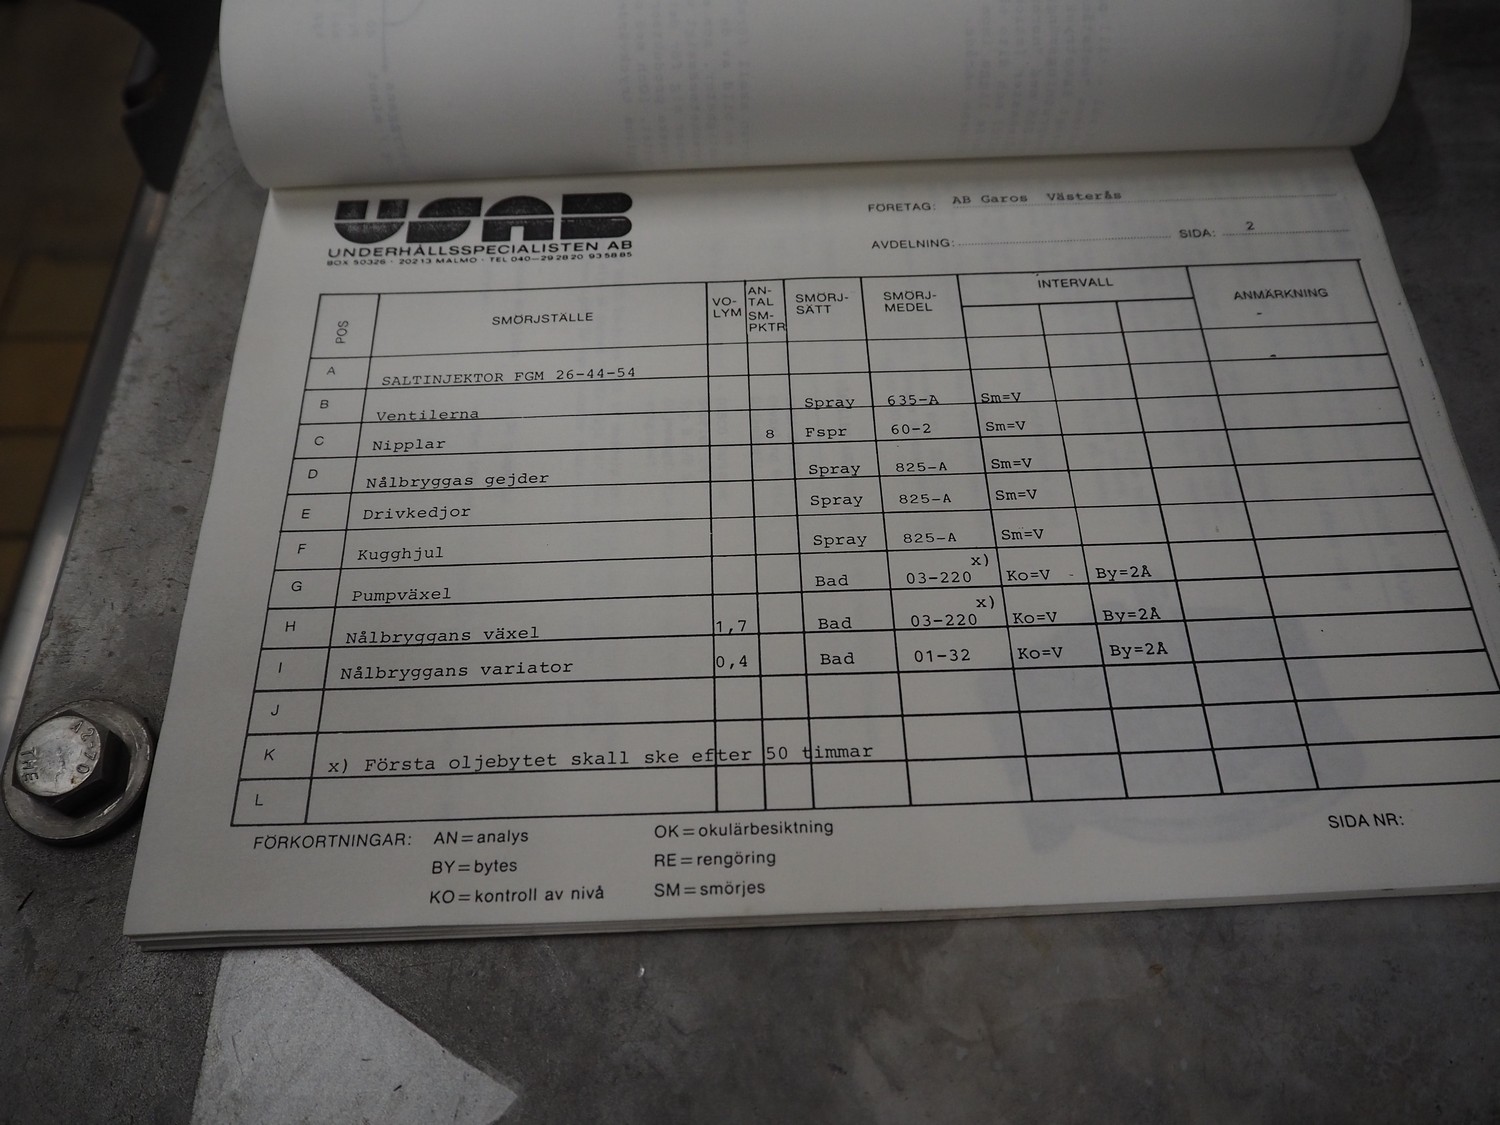 USAB
UNDERHÅLLSSPECIALISTEN AB
BOX 50326 · 202 13 MALMÖ · TEL 040-29 28 20 93 58 85
FÖRETAG: AB Garos Västerås
AVDELNING:
SIDA: 2
POS SMÖRJSTÄLLE VO-LYM AN-TAL SM-PKTR SMÖRJ-SÄTT SMÖRJ-MEDEL INTERVALL ANMÄRKNING
A SALTINJEKTOR FGM 26-44-54
B Ventilerna Spray 635-A Sm=V
C Nipplar 8 Fspr 60-2 Sm=V
D Nålbryggas gejder Spray 825-A Sm=V
E Drivkedjor Spray 825-A Sm=V
F Kugghjul Spray 825-A Sm=V
G Pumpväxel Bad 03-220 x) Ko=V By=2Å
H Nålbryggans växel 1,7 Bad 03-220 x) Ko=V By=2Å
I Nålbryggans variator 0,4 Bad 01-32 Ko=V By=2Å
J
K x) Första oljebytet skall ske efter 50 timmar
L
FÖRKORTNINGAR: AN=analys OK=okulärbesiktning
BY=bytes RE=rengöring
KO=kontroll av nivå SM=smörjes
SIDA NR:
A2-70
THE